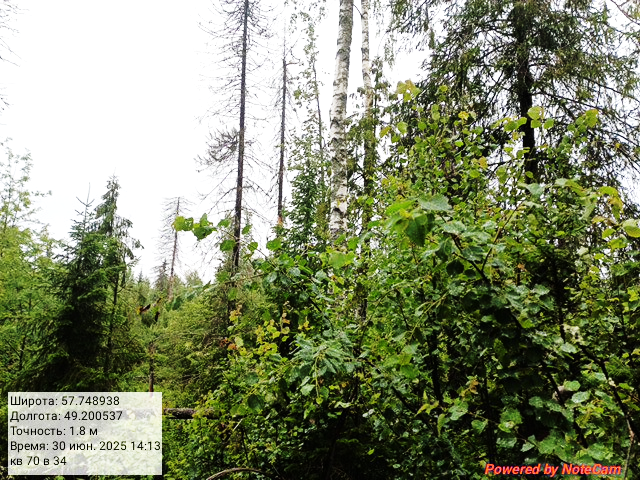 Широта: 57.748938
Долгота: 49.200537
Точность: 1.8 м
Время: 30 июн. 2025 14:13
кв 70 в 34
Powered by NoteCam